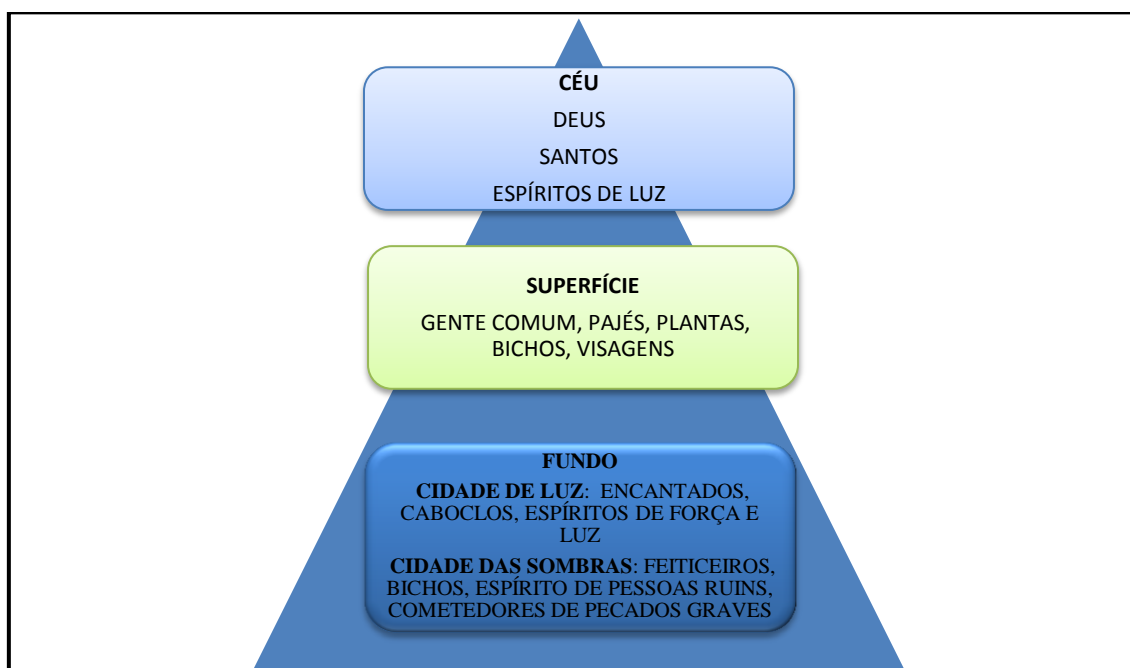 CÉU
DEUS
SANTOS
ESPÍRITOS DE LUZ
SUPERFÍCIE
GENTE COMUM, PAJÉS, PLANTAS,
BICHOS, VISAGENS
FUNDO
CIDADE DE LUZ: ENCANTADOS,
CABOCLOS, ESPÍRITOS DE FORÇA E
LUZ
CIDADE DAS SOMBRAS: FEITICEIROS,
BICHOS, ESPÍRITO DE PESSOAS RUINS,
COMETEDORES DE PECADOS GRAVES